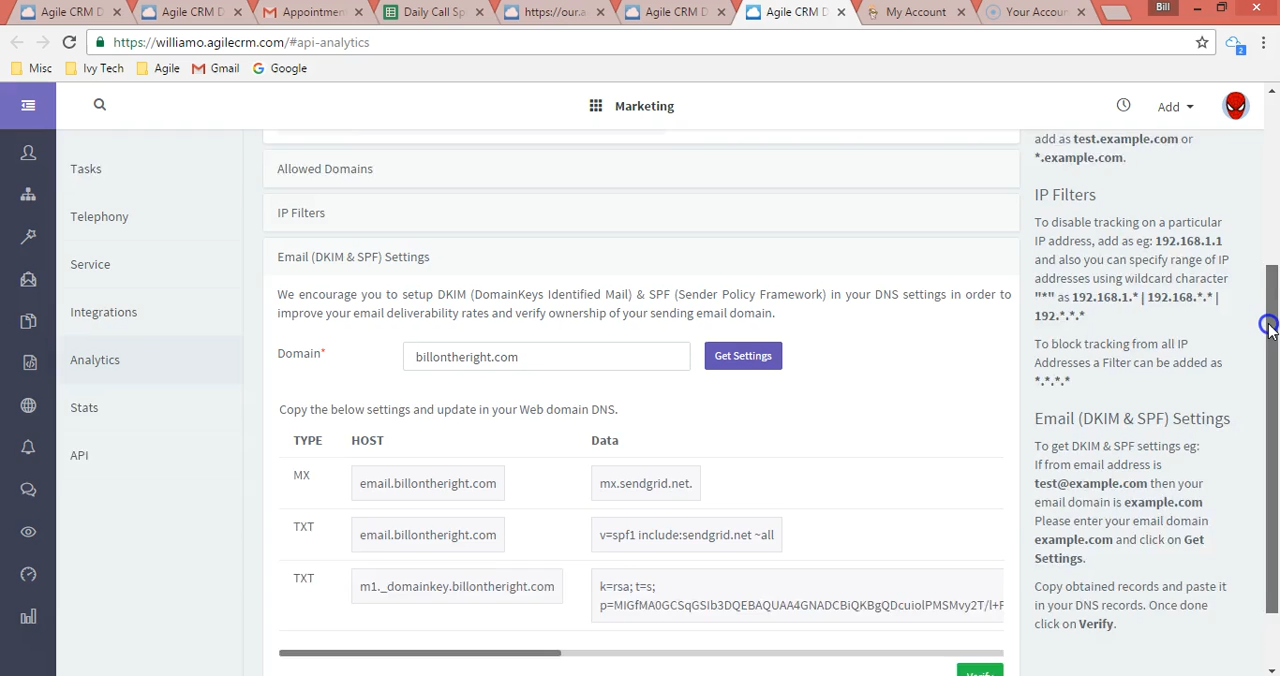 Bill
Agile CRM D
Agile CRM D
Appointmen
Daily Call Sp
https://our.a
Agile CRM D
Agile CRM D
My Account
Your Accoun
https://williamo.agilecrm.com/#api-analytics
2
Misc
Ivy Tech
Agile
Gmail
Google
Marketing
Add
Tasks
Telephony
Service
Integrations
Analytics
Stats
API
Allowed Domains
IP Filters
Email (DKIM & SPF) Settings
We encourage you to setup DKIM (DomainKeys Identified Mail) & SPF (Sender Policy Framework) in your DNS settings in order to
improve your email deliverability rates and verify ownership of your sending email domain.
Domain*
billontheright.com
Get Settings
Copy the below settings and update in your Web domain DNS.
TYPE HOST Data
MX email.billontheright.com mx.sendgrid.net.
TXT email.billontheright.com v=spf1 include:sendgrid.net ~all
TXT m1._domainkey.billontheright.com k=rsa; t=s;
p=MIGfMA0GCSqGSIb3DQEBAQUAA4GNADCBiQKBgQDcuiolPMSMvy2T/l+F
Verify
add as test.example.com or
*.example.com.
IP Filters
To disable tracking on a particular
IP address, add as eg: 192.168.1.1
and also you can specify range of IP
addresses using wildcard character
"*" as 192.168.1.* | 192.168.*.* |
192.*.*.*
To block tracking from all IP
Addresses a Filter can be added as
*.*.*.*
Email (DKIM & SPF) Settings
To get DKIM & SPF settings eg:
If from email address is
test@example.com then your
email domain is example.com
Please enter your email domain
example.com and click on Get
Settings.
Copy obtained records and paste it
in your DNS records. Once done
click on Verify.